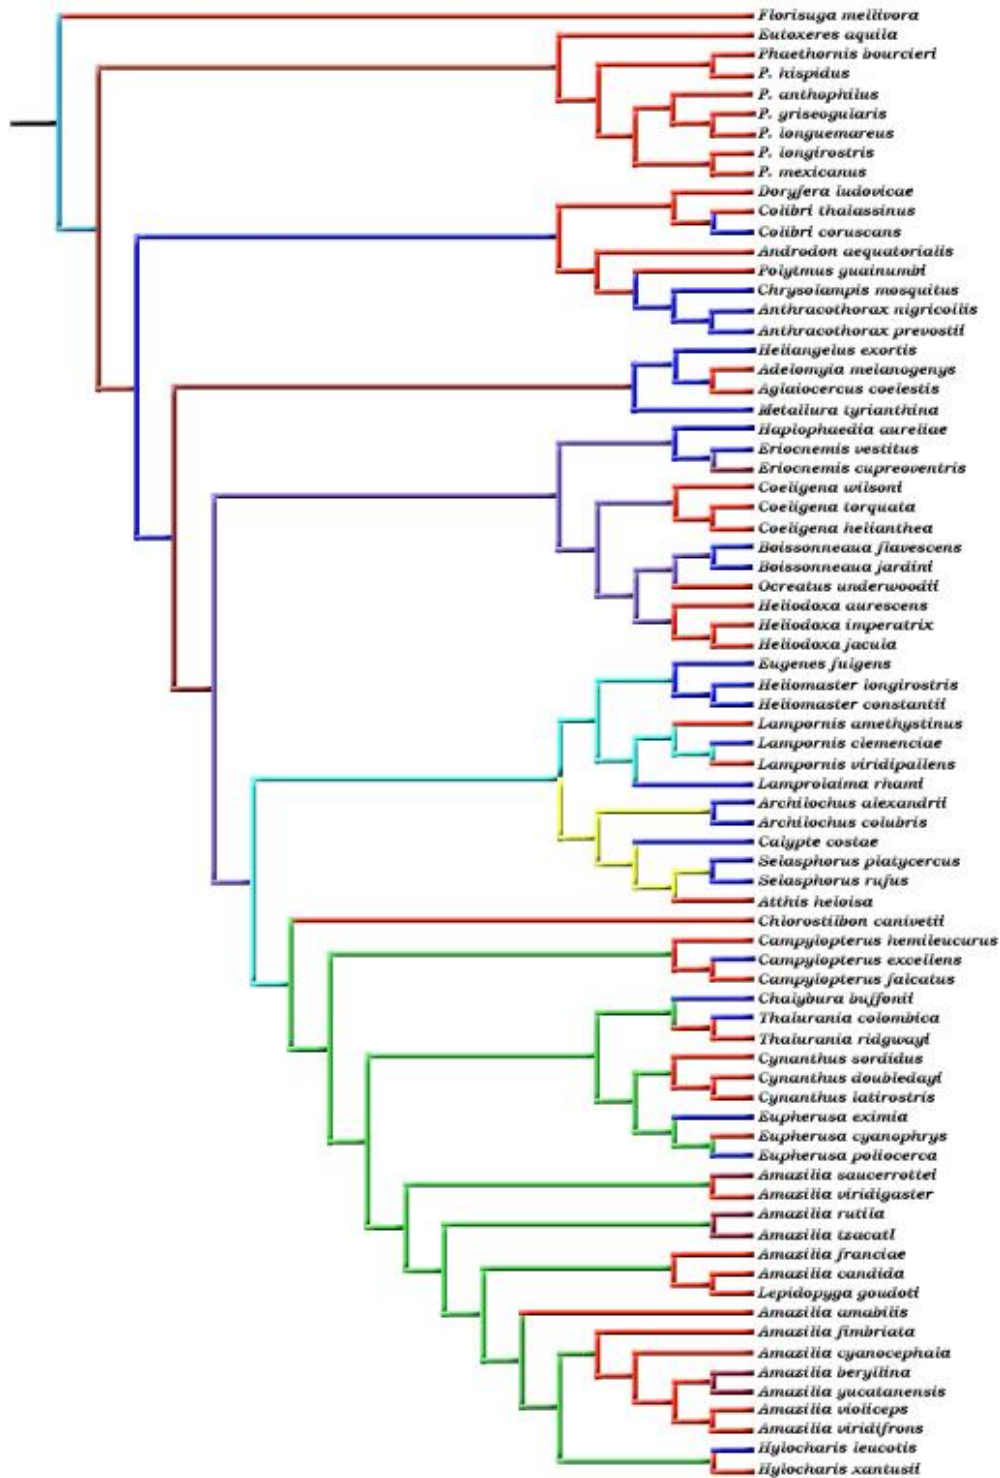 Florisuga mellivora
Eutoxeres aquila
Phaethornis bourcieri
P. hispidus
P. anthophilus
P. griseogularis
P. longuemareus
P. longirostris
P. mexicanus
Doryfera ludovicae
Colibri thalassinus
Colibri coruscans
Androdon aequatorialis
Polytmus guainumbi
Chrysolampis mosquitus
Anthracothorax nigricollis
Anthracothorax prevostii
Heliangelus exortis
Adelomyia melanogenys
Aglaiocercus coelestis
Metallura tyrianthina
Haplophaedia aureliae
Eriocnemis vestitus
Eriocnemis cupreoventris
Coeligena wilsoni
Coeligena torquata
Coeligena helianthea
Boissonneaua flavescens
Boissonneaua jardini
Ocreatus underwoodii
Heliodoxa aurescens
Heliodoxa imperatrix
Heliodoxa jacula
Eugenes fulgens
Heliomaster longirostris
Heliomaster constantii
Lampornis amethystinus
Lampornis clemenciae
Lampornis viridipallens
Lamprolaima rhami
Archilochus alexandrii
Archilochus colubris
Calypte costae
Selasphorus platycercus
Selasphorus rufus
Atthis heloisa
Chlorostilbon canivetii
Campylopterus hemileucurus
Campylopterus excellens
Campylopterus falcatus
Chalybura buffonii
Thalurania colombica
Thalurania ridgwayi
Cynanthus sordidus
Cynanthus doubledayi
Cynanthus latirostris
Eupherusa eximia
Eupherusa cyanophrys
Eupherusa poliocerca
Amazilia saucerrottei
Amazilia viridigaster
Amazilia rutila
Amazilia tzacatl
Amazilia franciae
Amazilia candida
Lepidopyga goudoti
Amazilia amabilis
Amazilia fimbriata
Amazilia cyanocephala
Amazilia beryllina
Amazilia yucatanensis
Amazilia violiceps
Amazilia viridifrons
Hylocharis leucotis
Hylocharis xantusii